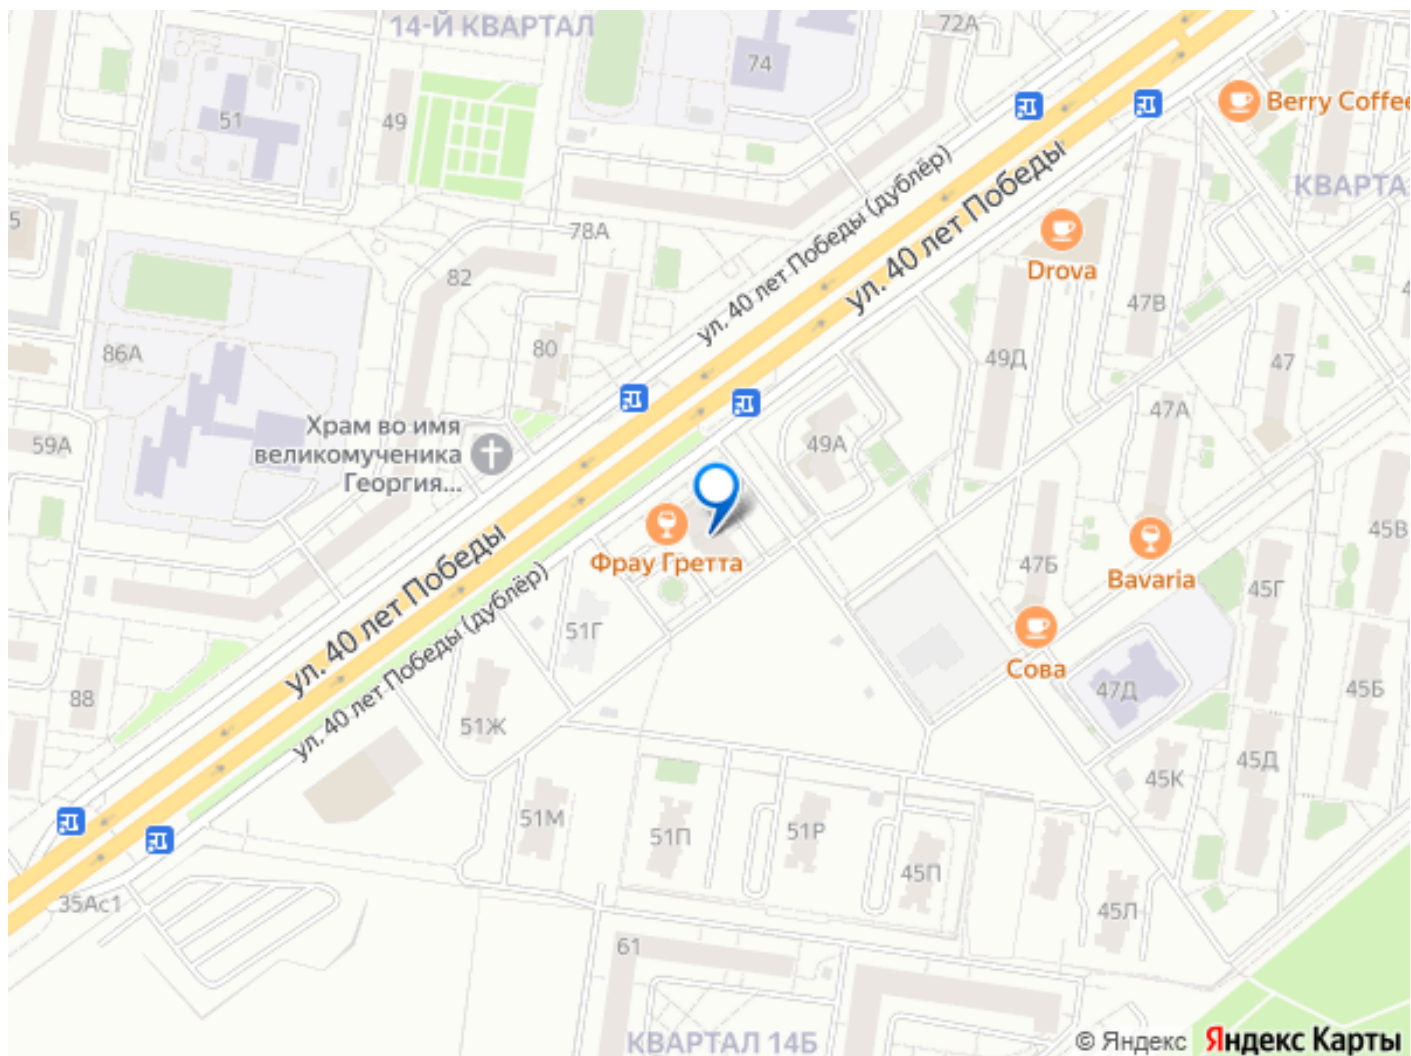 14-Й КВАРТАЛ
72А
74
Berry Coffee
51
49
КВАРТА
ул. 40 лет Победы (дублёр)
ул. 40 лет Победы
5
78А
82
Drova
47В
86А
80
49Д
47
47А
Храм во имя
великомученика
Георгия...
59А
49А
45В
ул. 40 лет Победы
Фрау Гретта
47Б
Bavaria
45Г
ул. 40 лет Победы (дублёр)
51Г
Сова
47Д
45Б
88
51Ж
45Д
45К
51М
51П
51Р
45П
35Ас1
45Л
61
КВАРТАЛ 14Б
© Яндекс Яндекс Карты